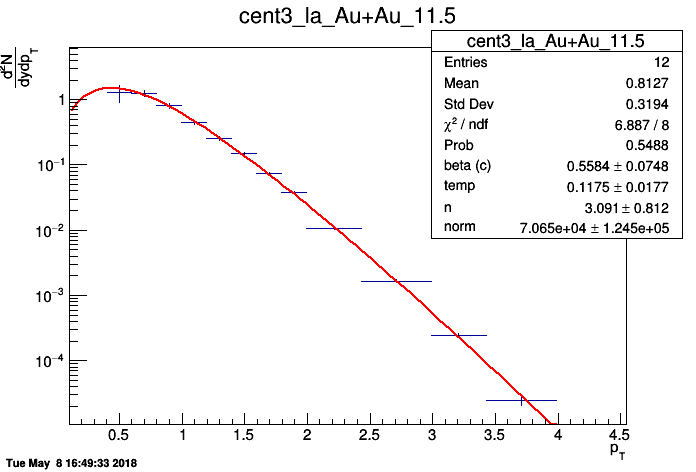 cent3_la_Au+Au_11.5
d²N
dydp_T
cent3_la_Au+Au_11.5
Entries 12
Mean 0.8127
Std Dev 0.3194
χ² / ndf 6.887 / 8
Prob 0.5488
beta (c) 0.5584 ± 0.0748
temp 0.1175 ± 0.0177
n 3.091 ± 0.812
norm 7.065e+04 ± 1.245e+05
1
10⁻¹
10⁻²
10⁻³
10⁻⁴
0.5 1 1.5 2 2.5 3 3.5 4 4.5
p_T
Tue May 8 16:49:33 2018